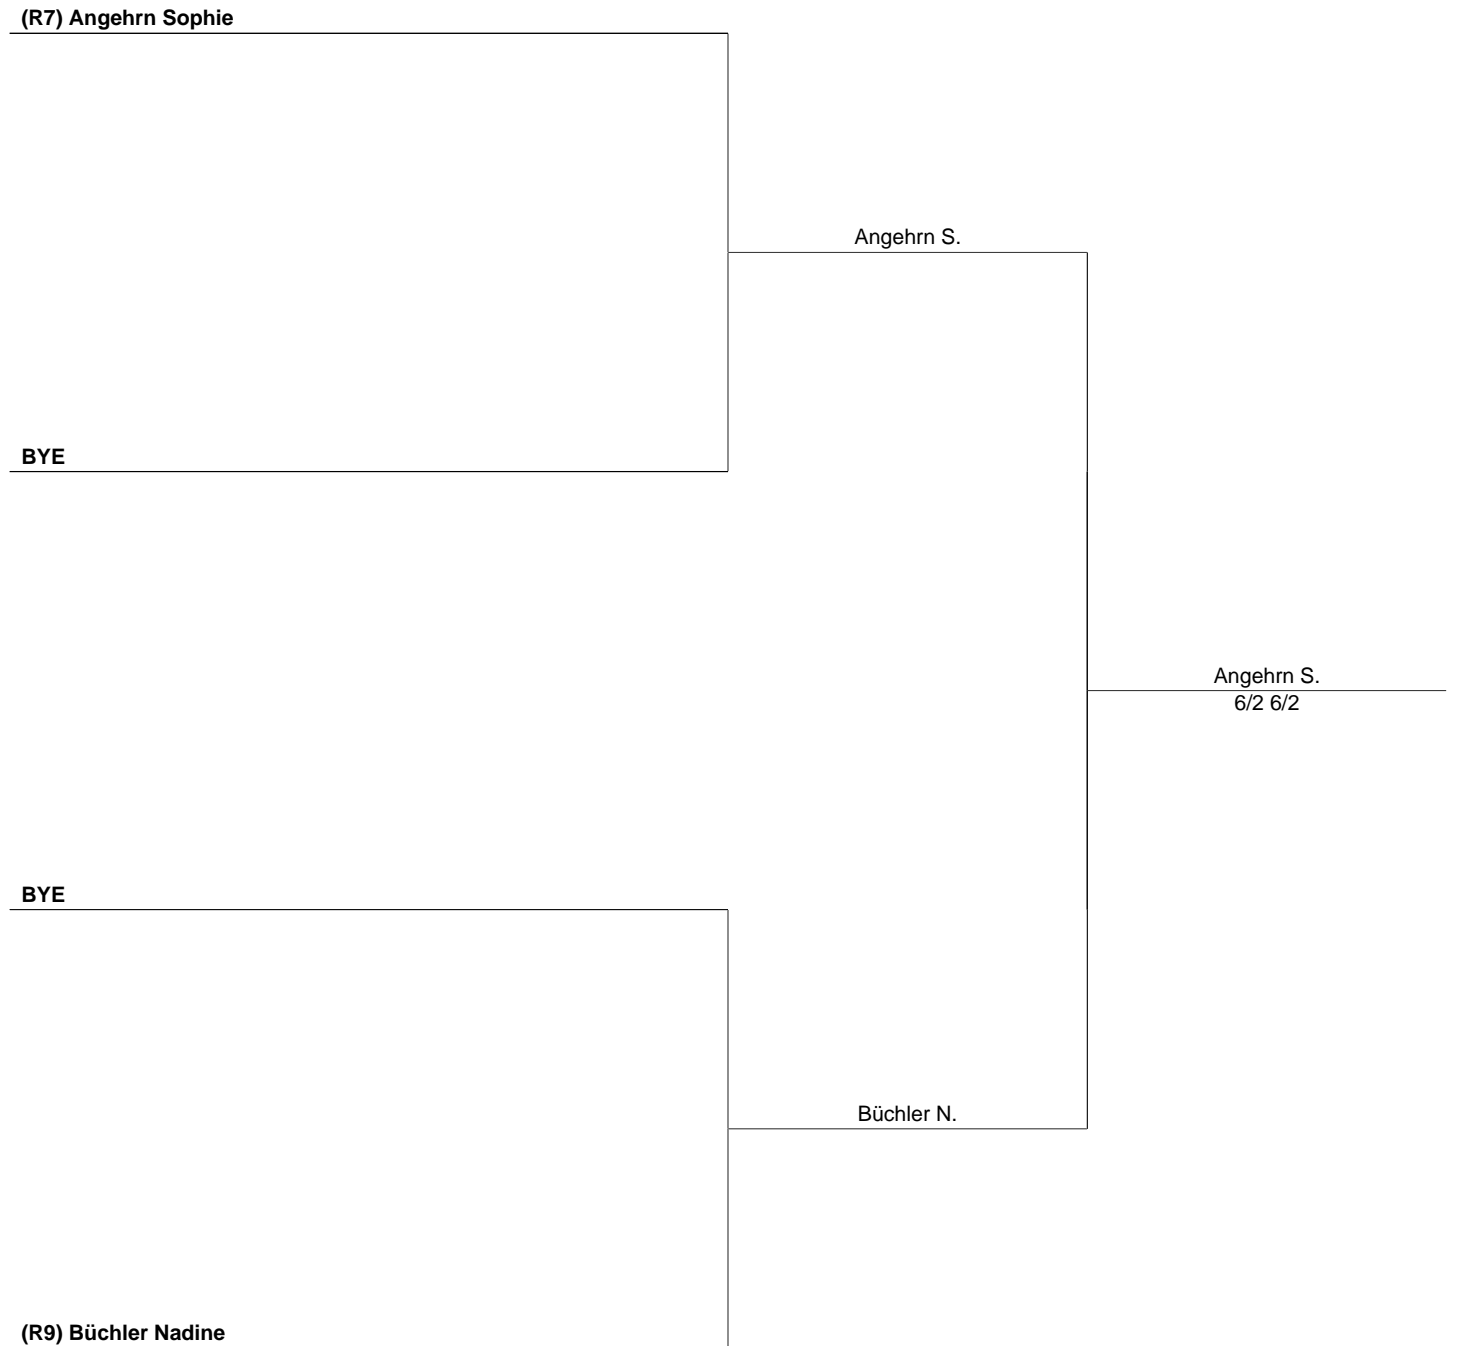 (R7) Angehrn Sophie
Angehrn S.
BYE
Angehrn S.
6/2 6/2
BYE
Büchler N.
(R9) Büchler Nadine